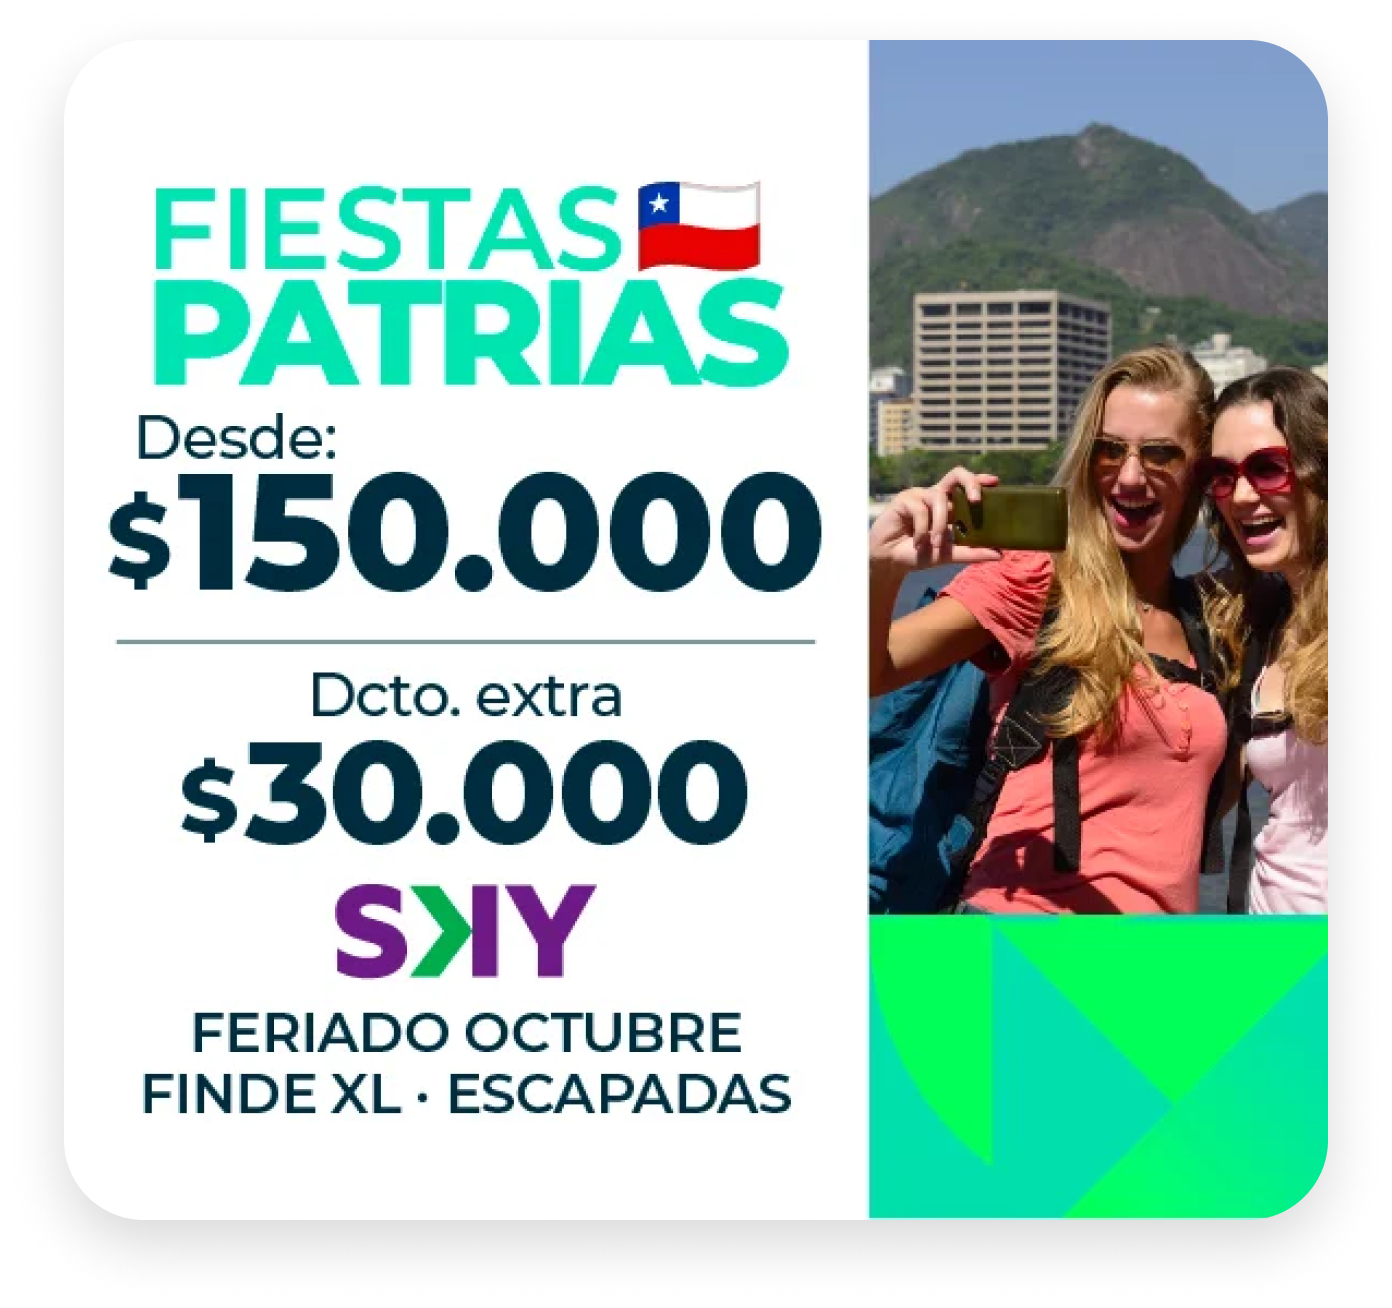 FIESTAS
PATRIAS
Desde:
$150.000
Dcto. extra
$30.000
SKY
FERIADO OCTUBRE
FINDE XL · ESCAPADAS